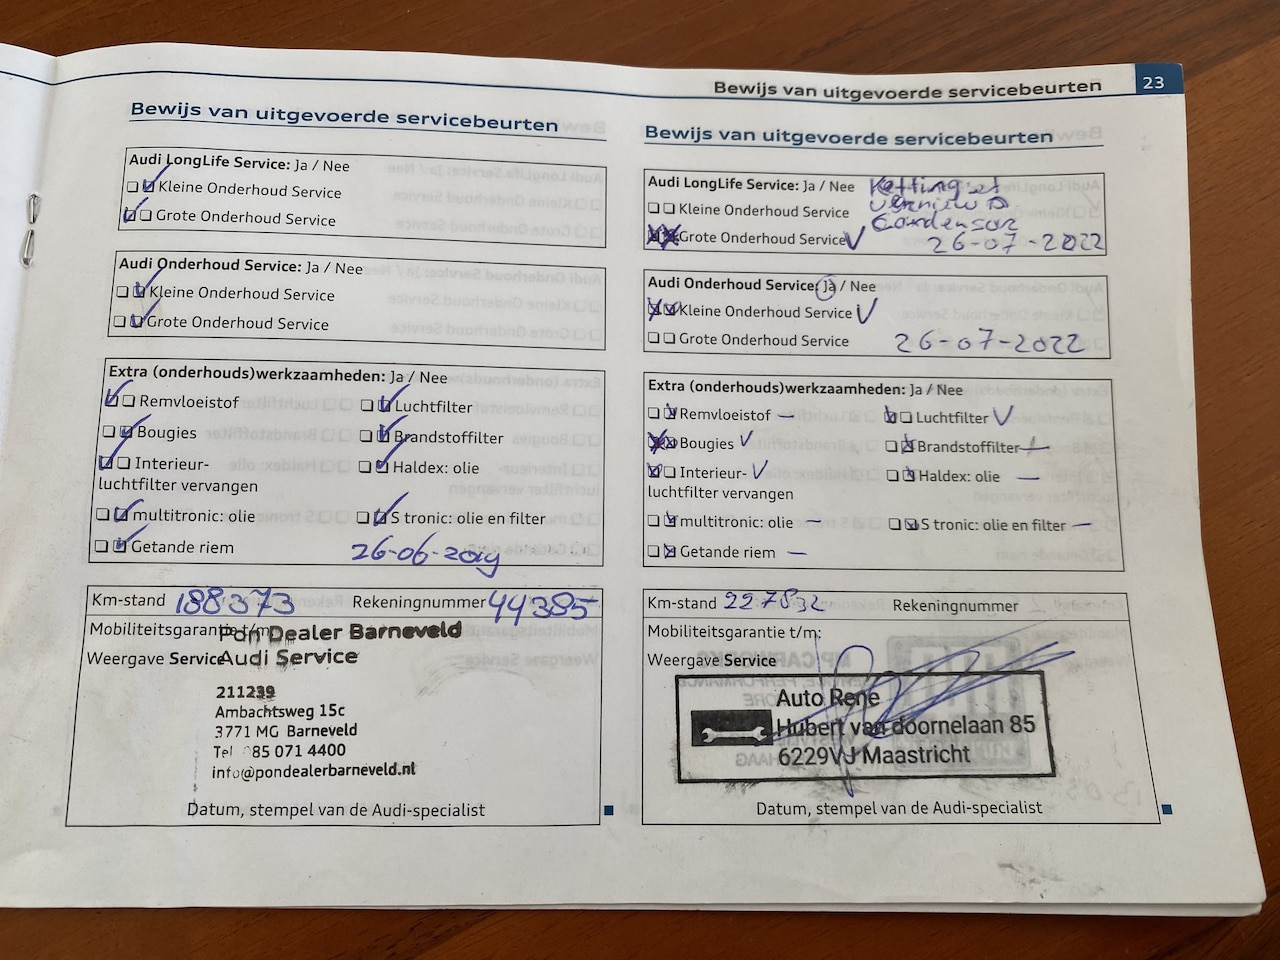 Bewijs van uitgevoerde servicebeurten 23
Bewijs van uitgevoerde servicebeurten
Audi LongLife Service: Ja / Nee
Kleine Onderhoud Service
Grote Onderhoud Service
Audi Onderhoud Service: Ja / Nee
Kleine Onderhoud Service
Grote Onderhoud Service
Extra (onderhouds)werkzaamheden: Ja / Nee
Remvloeistof Luchtfilter
Bougies Brandstoffilter
Interieur- Haldex: olie
luchtfilter vervangen
multitronic: olie S tronic: olie en filter
Getande riem 26-06-2019
Km-stand 188373 Rekeningnummer 44385
Mobiliteitsgarantie t/m: Pon Dealer Barneveld
Weergave Service Audi Service
211239
Ambachtsweg 15c
3771 MG Barneveld
Tel 085 071 4400
info@pondealerbarneveld.nl
Datum, stempel van de Audi-specialist
Bewijs van uitgevoerde servicebeurten
Audi LongLife Service: Ja / Nee Kettingset
Kleine Onderhoud Service
Condensor
Grote Onderhoud Service 26-07-2022
Audi Onderhoud Service: Ja / Nee
Kleine Onderhoud Service
Grote Onderhoud Service 26-07-2022
Extra (onderhouds)werkzaamheden: Ja / Nee
Remvloeistof - Luchtfilter
Bougies Brandstoffilter -
Interieur- Haldex: olie -
luchtfilter vervangen
multitronic: olie - S tronic: olie en filter -
Getande riem -
Km-stand 227832 Rekeningnummer
Mobiliteitsgarantie t/m:
Weergave Service
Auto Rene
Hubert van doornelaan 85
6229VJ Maastricht
Datum, stempel van de Audi-specialist